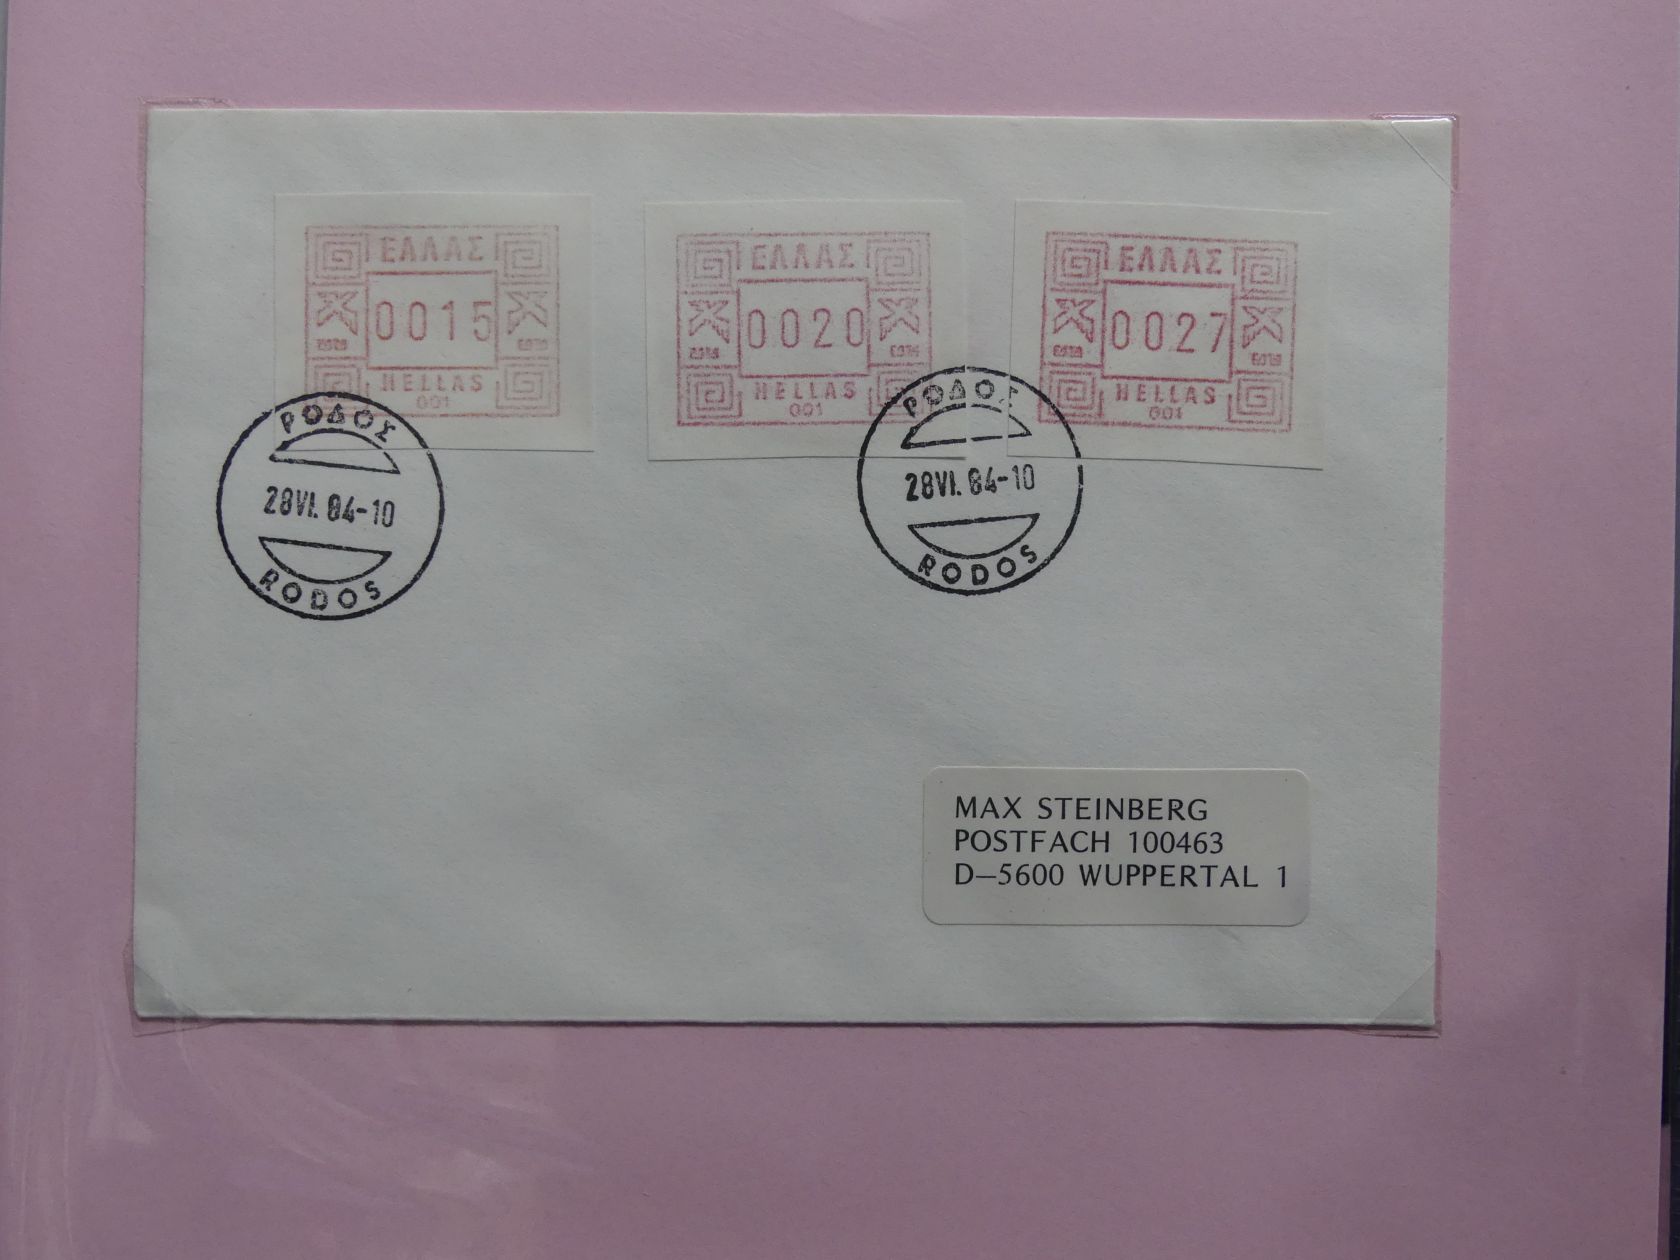 ΕΛΛΑΣ
0015
HELLAS
001
ΕΛΛΑΣ
0020
HELLAS
001
ΕΛΛΑΣ
0027
HELLAS
001
ΡΟΔΟΣ
28VI.84-10
RODOS
ΡΟΔΟΣ
28VI.84-10
RODOS
MAX STEINBERG
POSTFACH 100463
D—5600 WUPPERTAL 1